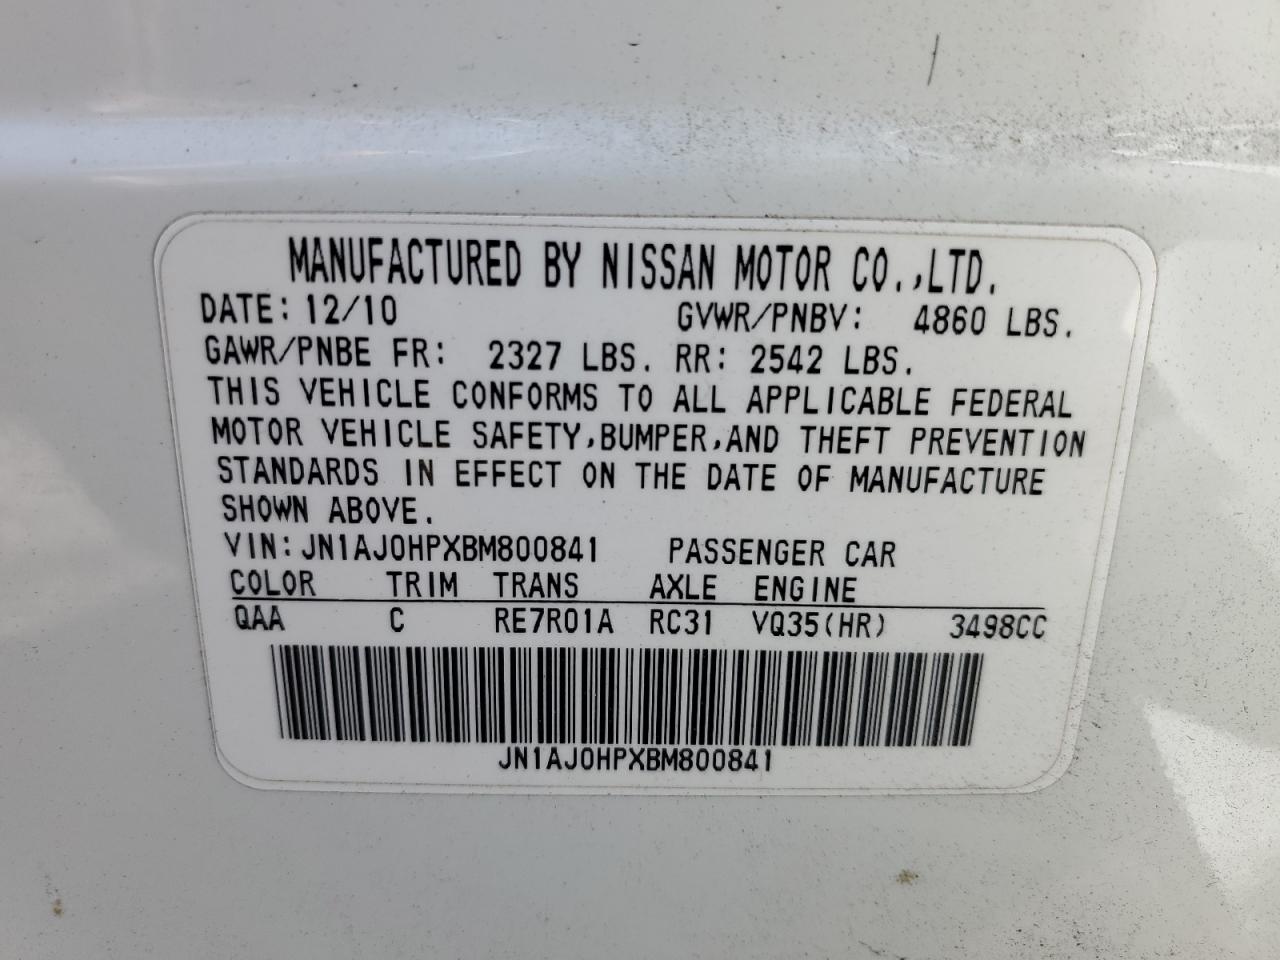 MANUFACTURED BY NISSAN MOTOR CO.,LTD.
DATE: 12/10 GVWR/PNBV: 4860 LBS.
GAWR/PNBE FR: 2327 LBS. RR: 2542 LBS.
THIS VEHICLE CONFORMS TO ALL APPLICABLE FEDERAL
MOTOR VEHICLE SAFETY,BUMPER,AND THEFT PREVENTION
STANDARDS IN EFFECT ON THE DATE OF MANUFACTURE
SHOWN ABOVE.
VIN: JN1AJ0HPXBM800841 PASSENGER CAR
COLOR TRIM TRANS AXLE ENGINE
QAA C RE7R01A RC31 VQ35(HR) 3498CC
JN1AJ0HPXBM800841